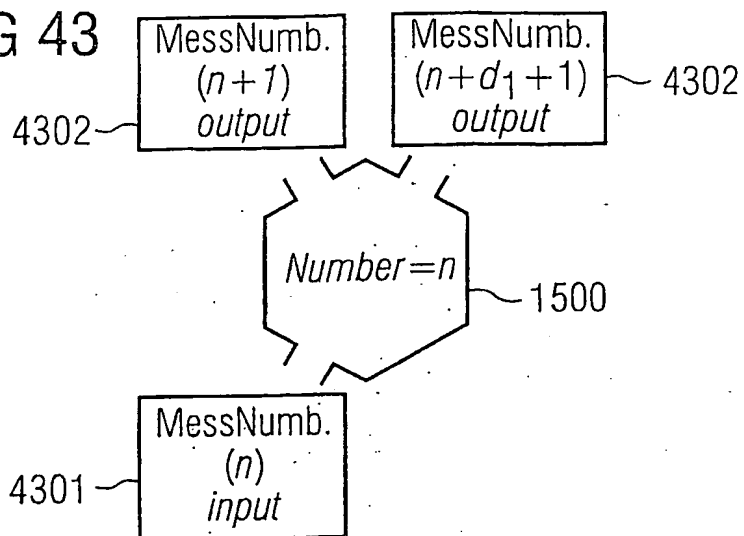 G 43
MessNumb.
(n+1)
output
4302
MessNumb.
(n+d₁+1)
output
4302
Number=n
1500
MessNumb.
(n)
input
4301